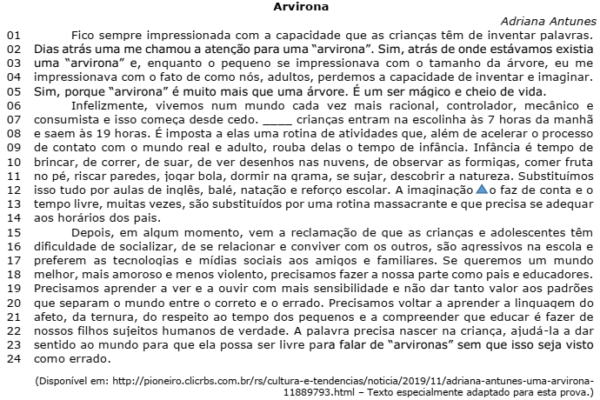 Arvirona
Adriana Antunes
01 Fico sempre impressionada com a capacidade que as crianças têm de inventar palavras.
02 Dias atrás uma me chamou a atenção para uma “arvirona”. Sim, atrás de onde estávamos existia
03 uma “arvirona” e, enquanto o pequeno se impressionava com o tamanho da árvore, eu me
04 impressionava com o fato de como nós, adultos, perdemos a capacidade de inventar e imaginar.
05 Sim, porque “arvirona” é muito mais que uma árvore. É um ser mágico e cheio de vida.
06 Infelizmente, vivemos num mundo cada vez mais racional, controlador, mecânico e
07 consumista e isso começa desde cedo. ____ crianças entram na escolinha às 7 horas da manhã
08 e saem às 19 horas. É imposta a elas uma rotina de atividades que, além de acelerar o processo
09 de contato com o mundo real e adulto, rouba delas o tempo de infância. Infância é tempo de
10 brincar, de correr, de suar, de ver desenhos nas nuvens, de observar as formigas, comer fruta
11 no pé, riscar paredes, jogar bola, dormir na grama, se sujar, descobrir a natureza. Substituímos
12 isso tudo por aulas de inglês, balé, natação e reforço escolar. A imaginação ▲o faz de conta e o
13 tempo livre, muitas vezes, são substituídos por uma rotina massacrante e que precisa se adequar
14 aos horários dos pais.
15 Depois, em algum momento, vem a reclamação de que as crianças e adolescentes têm
16 dificuldade de socializar, de se relacionar e conviver com os outros, são agressivos na escola e
17 preferem as tecnologias e mídias sociais aos amigos e familiares. Se queremos um mundo
18 melhor, mais amoroso e menos violento, precisamos fazer a nossa parte como pais e educadores.
19 Precisamos aprender a ver e a ouvir com mais sensibilidade e não dar tanto valor aos padrões
20 que separam o mundo entre o correto e o errado. Precisamos voltar a aprender a linguagem do
21 afeto, da ternura, do respeito ao tempo dos pequenos e a compreender que educar é fazer de
22 nossos filhos sujeitos humanos de verdade. A palavra precisa nascer na criança, ajudá-la a dar
23 sentido ao mundo para que ela possa ser livre para falar de “arvironas” sem que isso seja visto
24 como errado.
(Disponível em: http://pioneiro.clicrbs.com.br/rs/cultura-e-tendencias/noticia/2019/11/adriana-antunes-uma-arvirona-
11889793.html – Texto especialmente adaptado para esta prova.)